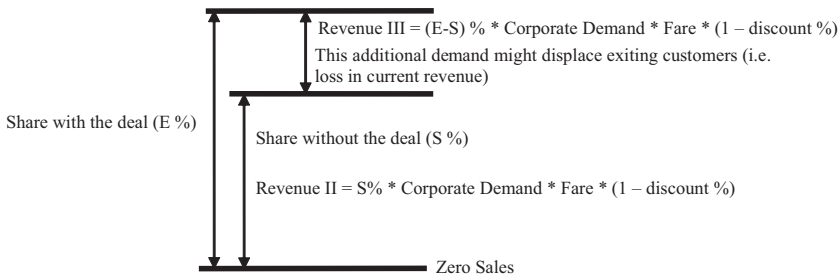 Revenue III = (E-S) % * Corporate Demand * Fare * (1 – discount %)
This additional demand might displace exiting customers (i.e.
loss in current revenue)
Share with the deal (E %)
Share without the deal (S %)
Revenue II = S% * Corporate Demand * Fare * (1 – discount %)
Zero Sales